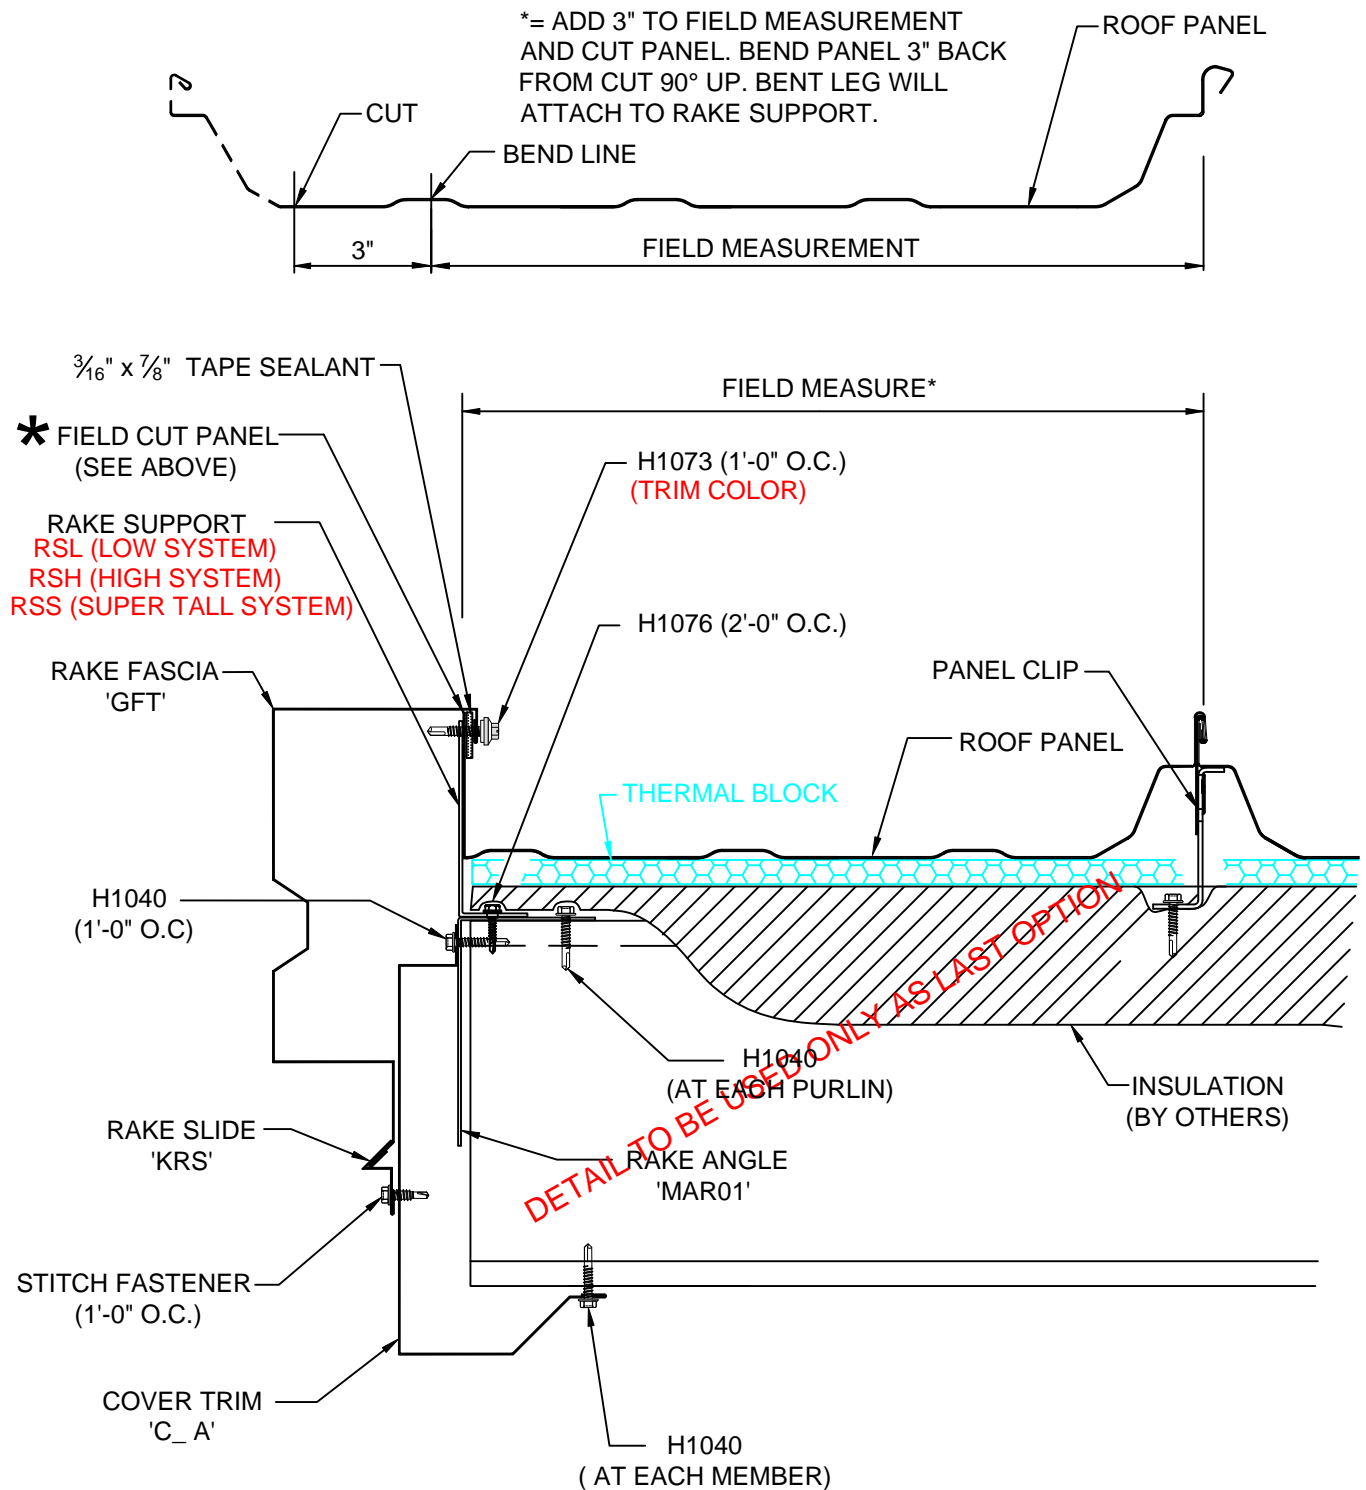 *= ADD 3" TO FIELD MEASUREMENT
AND CUT PANEL. BEND PANEL 3" BACK
FROM CUT 90° UP. BENT LEG WILL
ATTACH TO RAKE SUPPORT.
ROOF PANEL
CUT
BEND LINE
3"
FIELD MEASUREMENT
3/16" x 7/8" TAPE SEALANT
FIELD MEASURE*
* FIELD CUT PANEL
(SEE ABOVE)
H1073 (1'-0" O.C.)
(TRIM COLOR)
RAKE SUPPORT
RSL (LOW SYSTEM)
RSH (HIGH SYSTEM)
RSS (SUPER TALL SYSTEM)
H1076 (2'-0" O.C.)
RAKE FASCIA
'GFT'
PANEL CLIP
ROOF PANEL
THERMAL BLOCK
H1040
(1'-0" O.C)
DETAIL TO BE USED ONLY AS LAST OPTION
H1040
(AT EACH PURLIN)
INSULATION
(BY OTHERS)
RAKE SLIDE
'KRS'
RAKE ANGLE
'MAR01'
STITCH FASTENER
(1'-0" O.C.)
COVER TRIM
'C_ A'
H1040
( AT EACH MEMBER)